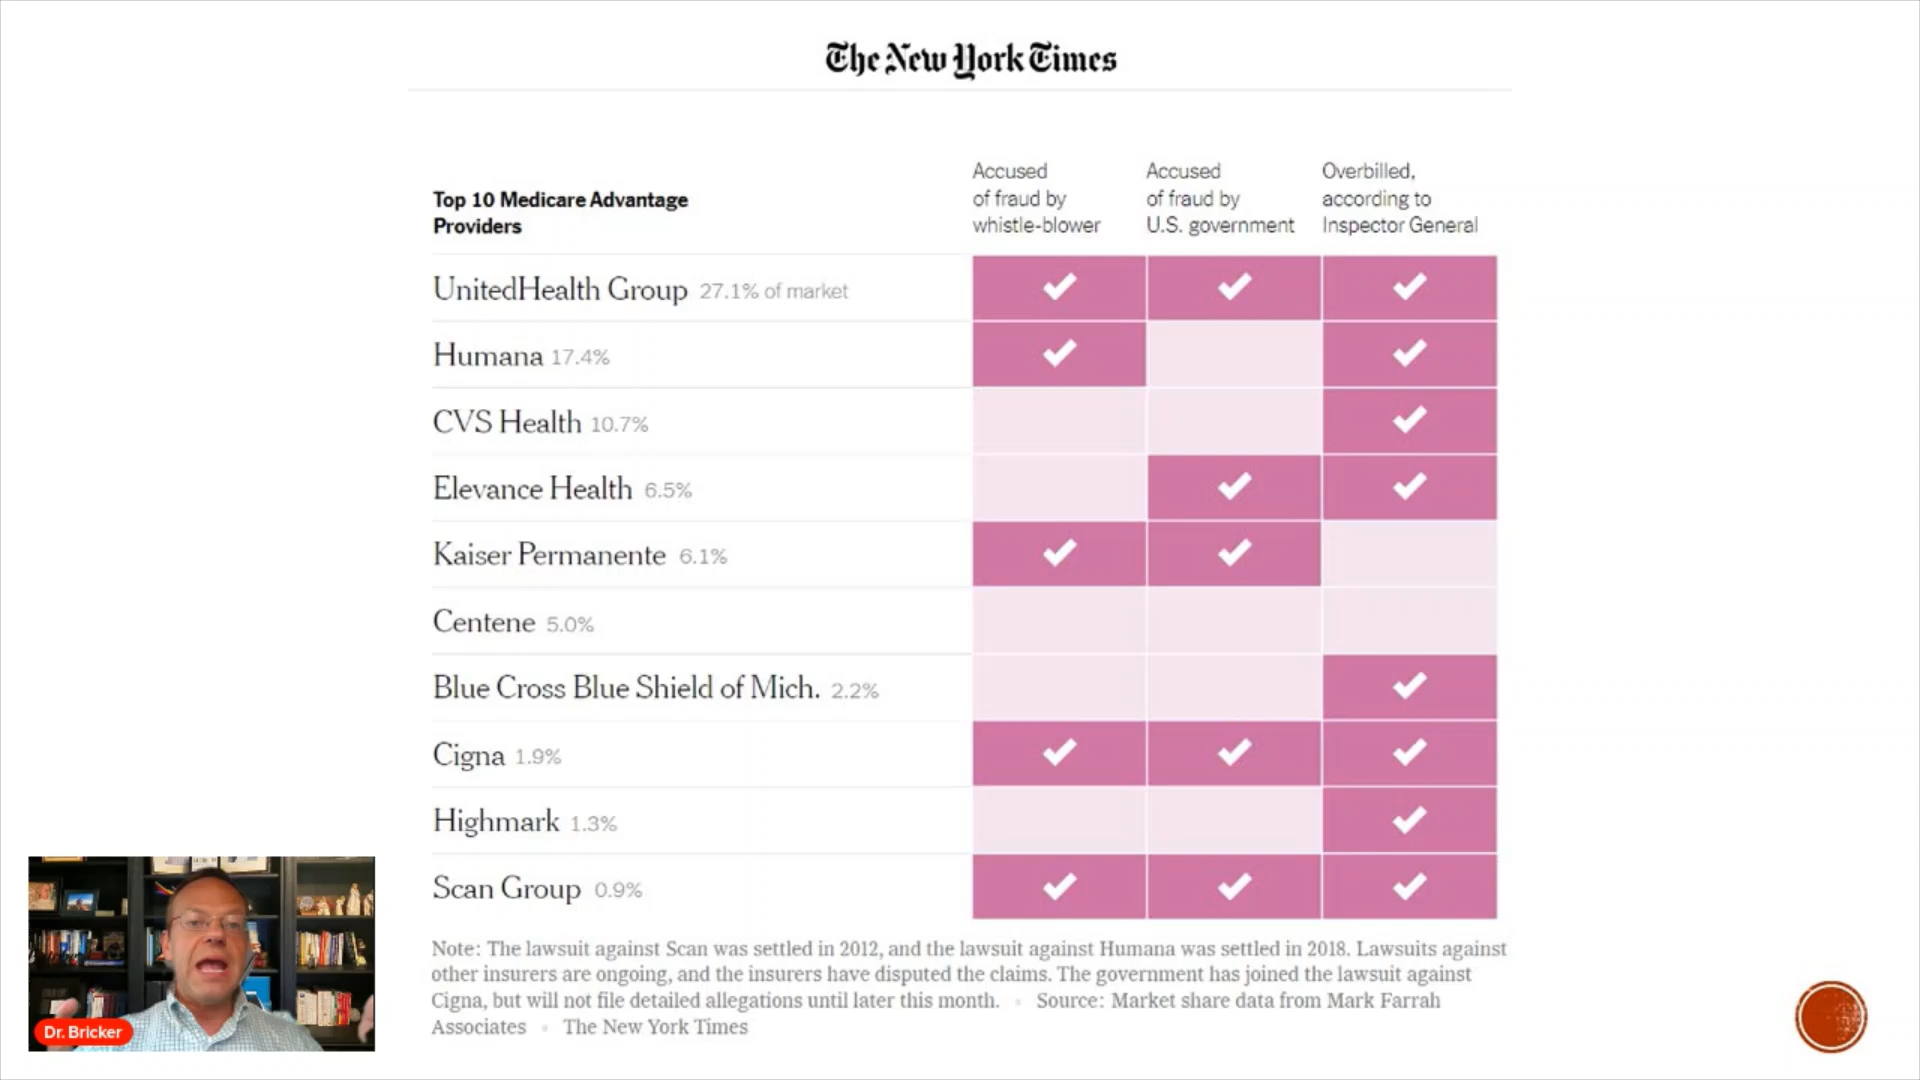 The New York Times
Accused
of fraud by
whistle-blower
Accused
of fraud by
U.S. government
Overbilled,
according to
Inspector General
Top 10 Medicare Advantage
Providers
UnitedHealth Group 27.1% of market
Humana 17.4%
CVS Health 10.7%
Elevance Health 6.5%
Kaiser Permanente 6.1%
Centene 5.0%
Blue Cross Blue Shield of Mich. 2.2%
Cigna 1.9%
Highmark 1.3%
Scan Group 0.9%
Note: The lawsuit against Scan was settled in 2012, and the lawsuit against Humana was settled in 2018. Lawsuits against
other insurers are ongoing, and the insurers have disputed the claims. The government has joined the lawsuit against
Cigna, but will not file detailed allegations until later this month. • Source: Market share data from Mark Farrah
Associates • The New York Times
Dr. Bricker